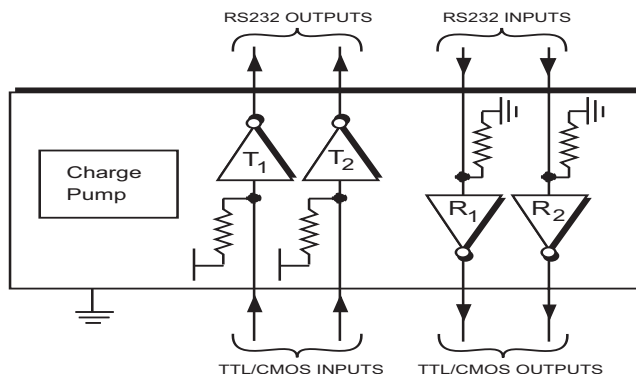 RS232 OUTPUTS
RS232 INPUTS
T1
T2
Charge
Pump
R1
R2
TTL/CMOS INPUTS
TTL/CMOS OUTPUTS